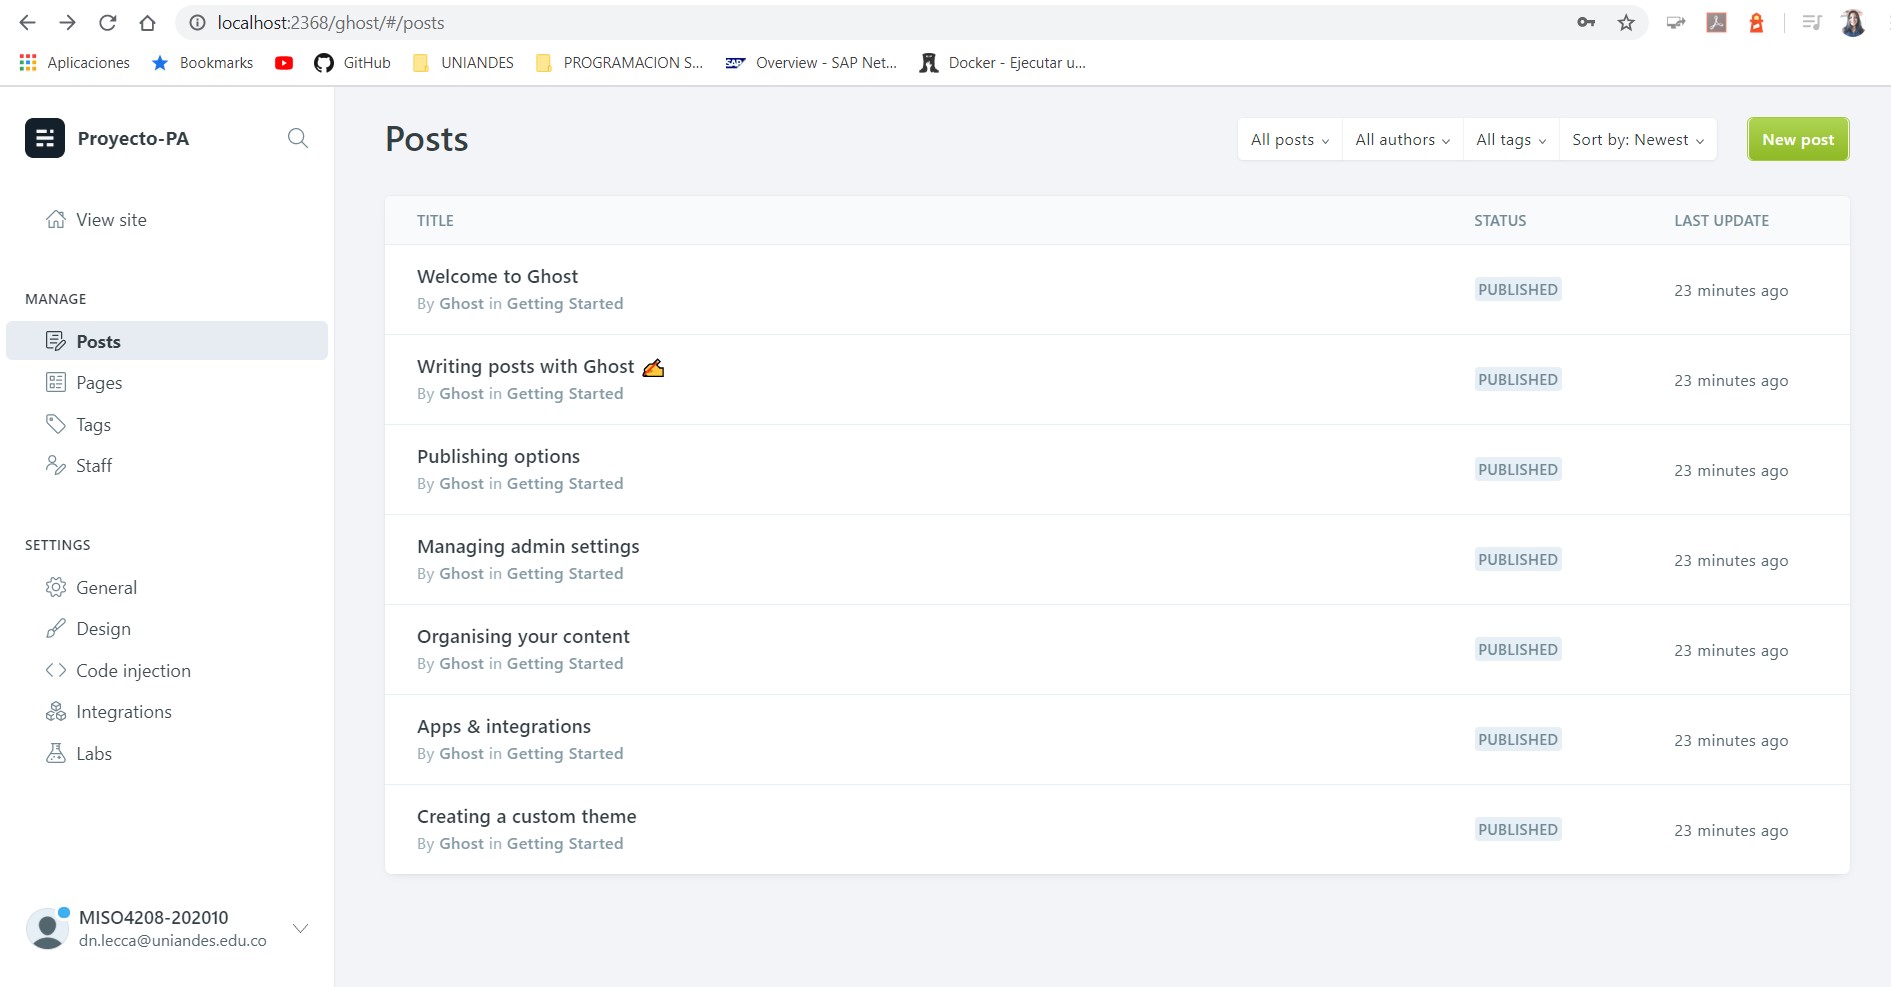 localhost:2368/ghost/#/posts
Aplicaciones Bookmarks GitHub UNIANDES PROGRAMACION S... SAP Overview - SAP Net... Docker - Ejecutar u...
Proyecto-PA
View site
MANAGE
Posts
Pages
Tags
Staff
SETTINGS
General
Design
Code injection
Integrations
Labs
MISO4208-202010
dn.lecca@uniandes.edu.co
Posts
All posts All authors All tags Sort by: Newest New post
TITLE STATUS LAST UPDATE
Welcome to Ghost
By Ghost in Getting Started
PUBLISHED 23 minutes ago
Writing posts with Ghost ✍️
By Ghost in Getting Started
PUBLISHED 23 minutes ago
Publishing options
By Ghost in Getting Started
PUBLISHED 23 minutes ago
Managing admin settings
By Ghost in Getting Started
PUBLISHED 23 minutes ago
Organising your content
By Ghost in Getting Started
PUBLISHED 23 minutes ago
Apps & integrations
By Ghost in Getting Started
PUBLISHED 23 minutes ago
Creating a custom theme
By Ghost in Getting Started
PUBLISHED 23 minutes ago